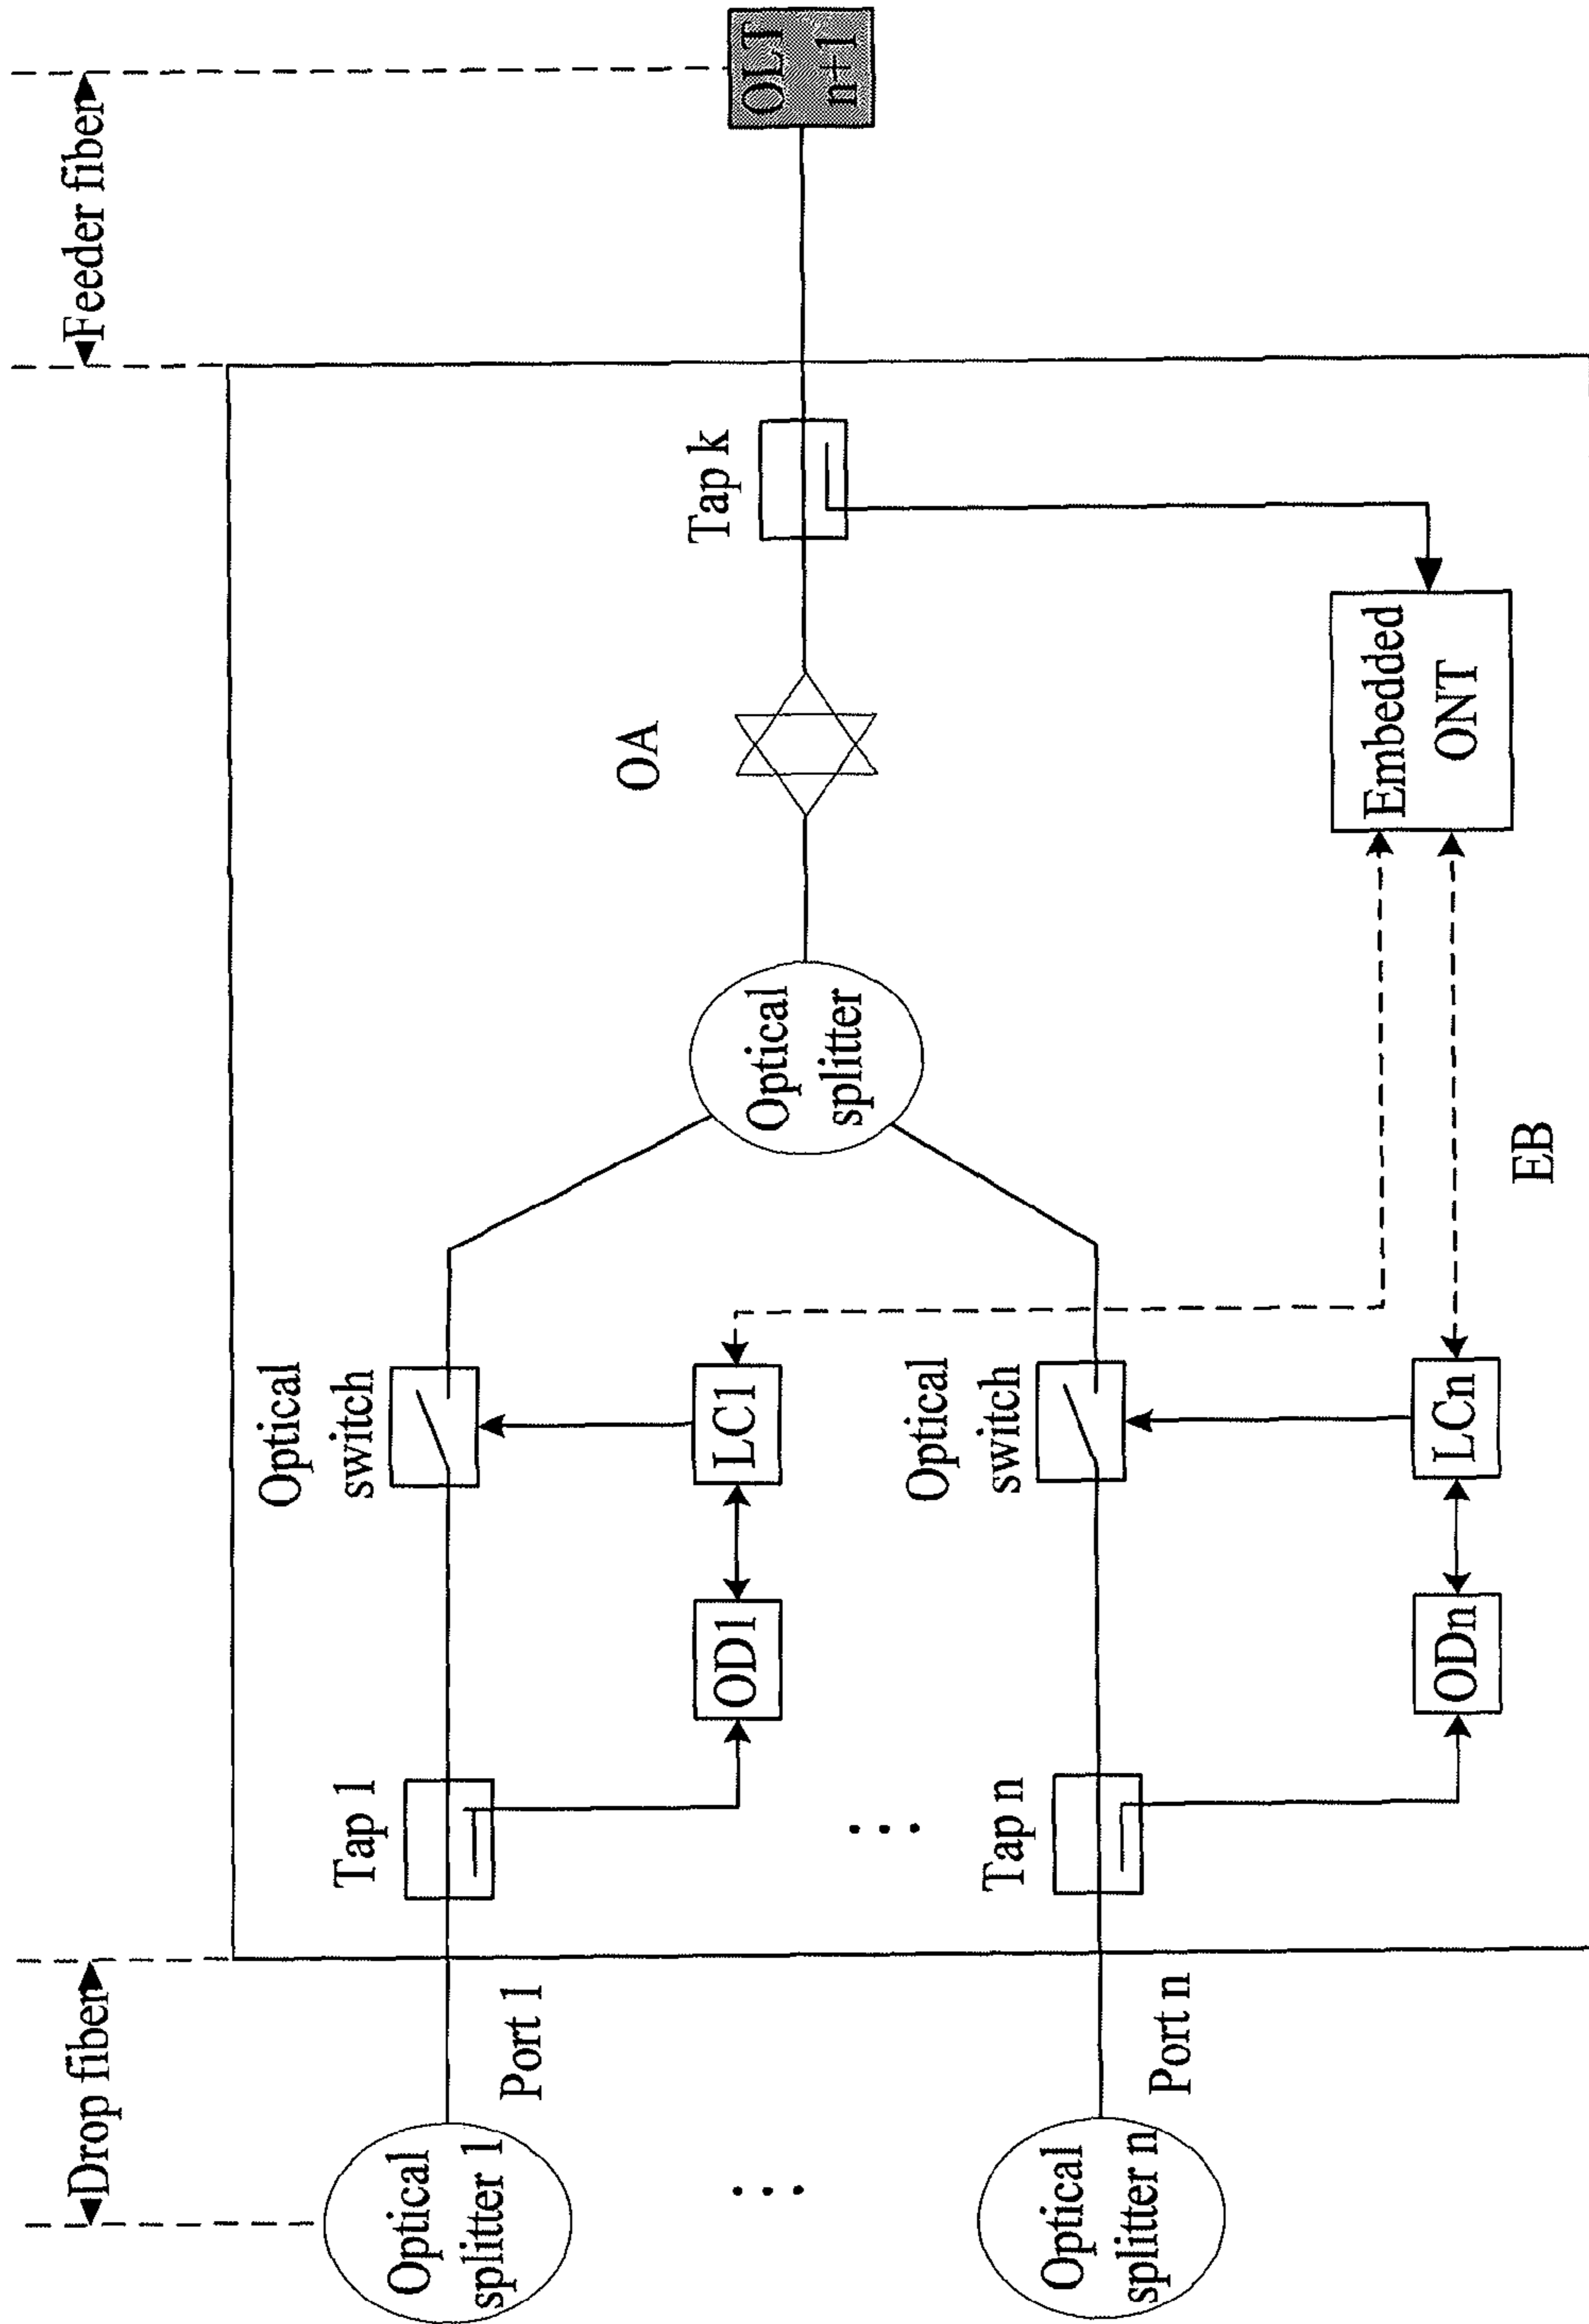 Drop fiber
Feeder fiber
Optical
splitter 1
Port 1
Tap 1
Optical
switch
OD1
LC1
OA
Tap k
OLT
n+1
Optical
splitter
...
...
Optical
splitter n
Port n
Tap n
Optical
switch
ODn
LCn
Embedded
ONT
EB